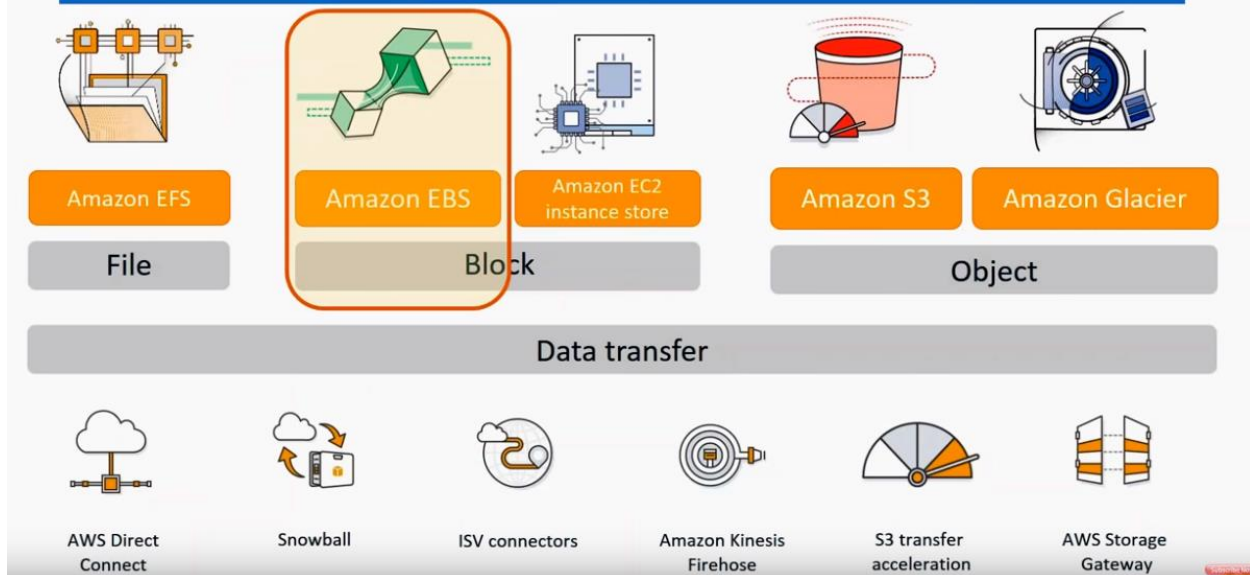 Amazon EFS
Amazon EBS
Amazon EC2
instance store
Amazon S3
Amazon Glacier
File
Block
Object
Data transfer
AWS Direct
Connect
Snowball
ISV connectors
Amazon Kinesis
Firehose
S3 transfer
acceleration
AWS Storage
Gateway